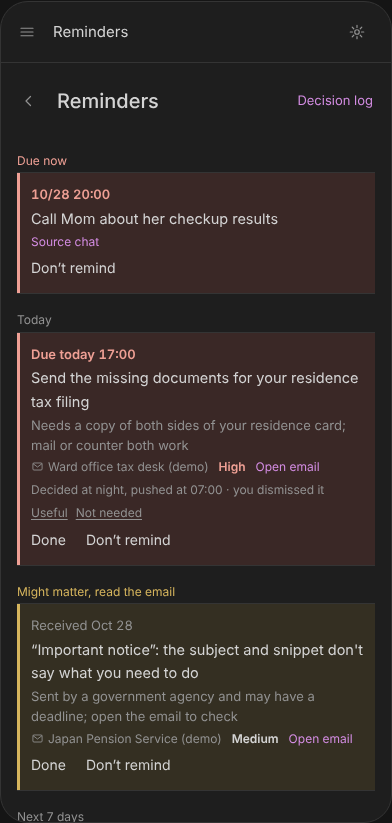 Reminders
Reminders
Decision log
Due now
10/28 20:00
Call Mom about her checkup results
Source chat
Don’t remind
Today
Due today 17:00
Send the missing documents for your residence
tax filing
Needs a copy of both sides of your residence card;
mail or counter both work
Ward office tax desk (demo) High Open email
Decided at night, pushed at 07:00 · you dismissed it
Useful Not needed
Done Don’t remind
Might matter, read the email
Received Oct 28
“Important notice”: the subject and snippet don't
say what you need to do
Sent by a government agency and may have a
deadline; open the email to check
Japan Pension Service (demo) Medium Open email
Done Don’t remind
Next 7 days